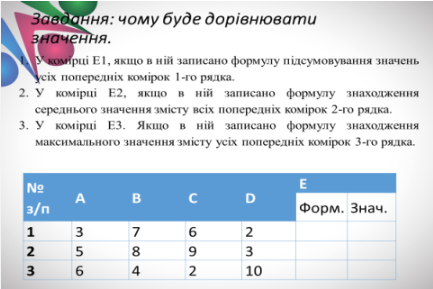 Завдання: чому буде дорівнювати
значення.
1. У комірці Е1, якщо в ній записано формулу підсумовування значень
усіх попередніх комірок 1-го рядка.
2. У комірці Е2, якщо в ній записано формулу знаходження
середнього значення змісту всіх попередніх комірок 2-го рядка.
3. У комірці Е3. Якщо в ній записано формулу знаходження
максимального значення змісту усіх попередніх комірок 3-го рядка.
№ з/п A B C D E
Форм. Знач.
1 3 7 6 2
2 5 8 9 3
3 6 4 2 10